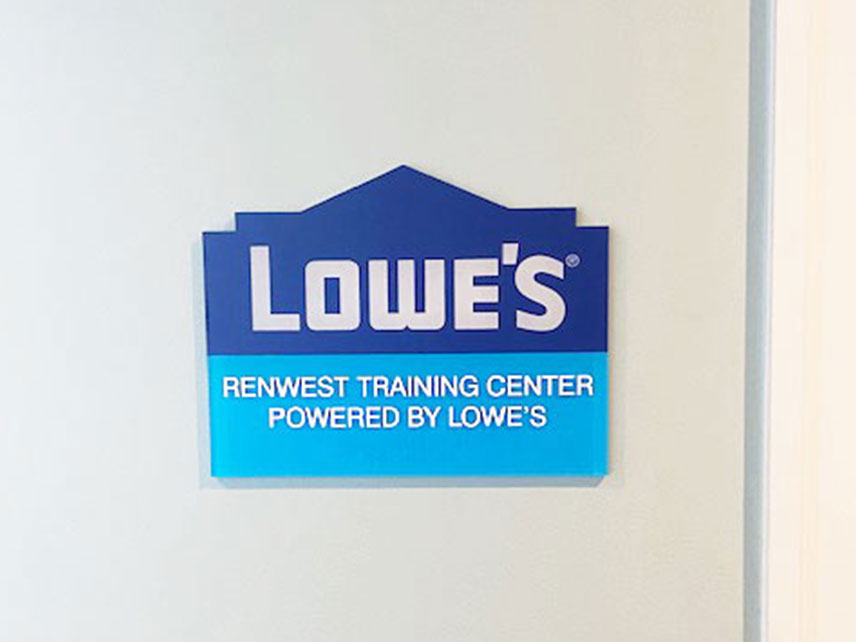 LOWE'S®
RENWEST TRAINING CENTER
POWERED BY LOWE'S